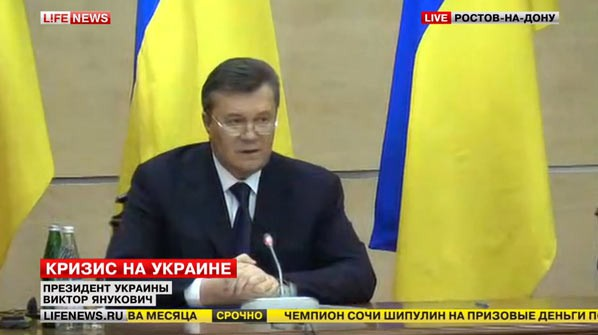 LIFE NEWS
LIVE РОСТОВ-НА-ДОНУ
КРИЗИС НА УКРАИНЕ
ПРЕЗИДЕНТ УКРАИНЫ
ВИКТОР ЯНУКОВИЧ
LIFENEWS.RU ВА МЕСЯЦА СРОЧНО ЧЕМПИОН СОЧИ ШИПУЛИН НА ПРИЗОВЫЕ ДЕНЬГИ ПО